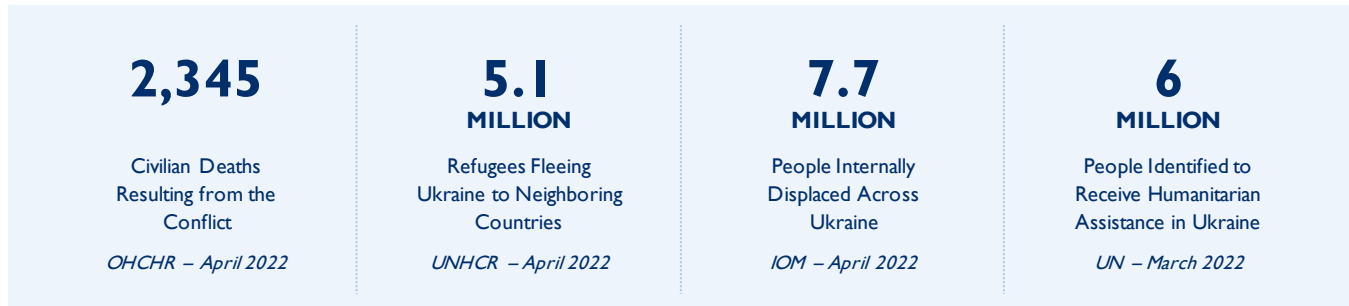 2,345
Civilian Deaths
Resulting from the
Conflict
OHCHR – April 2022
5.1
MILLION
Refugees Fleeing
Ukraine to Neighboring
Countries
UNHCR – April 2022
7.7
MILLION
People Internally
Displaced Across
Ukraine
IOM – April 2022
6
MILLION
People Identified to
Receive Humanitarian
Assistance in Ukraine
UN – March 2022